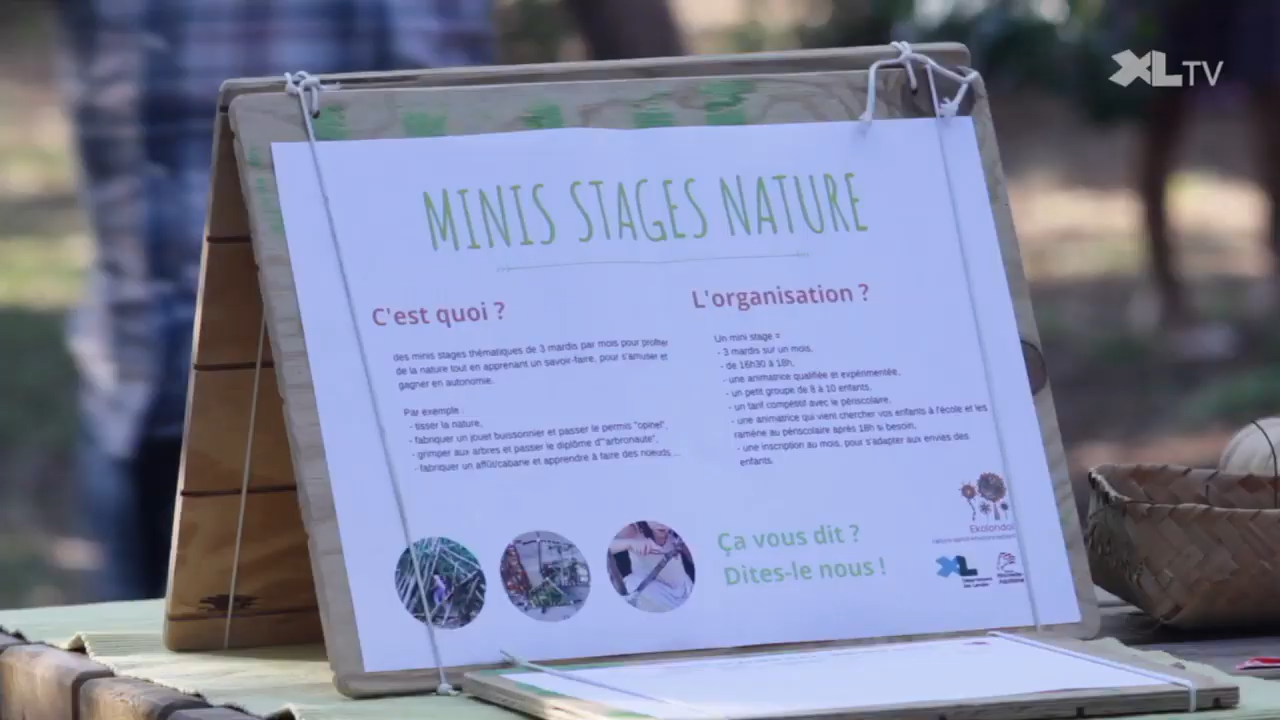 XLTV
MINIS STAGES NATURE
C'est quoi ?
des minis stages thématiques de 3 mardis par mois pour profiter
de la nature tout en apprenant un savoir-faire, pour s'amuser et
gagner en autonomie.
Par exemple :
- tisser la nature,
- fabriquer un jouet buissonnier et passer le permis "opinel",
- grimper aux arbres et passer le diplôme d'"arbronaute",
- fabriquer un affût/cabane et apprendre à faire des noeuds...
L'organisation ?
Un mini stage =
- 3 mardis sur un mois,
- de 16h30 à 18h,
- une animatrice qualifiée et expérimentée,
- un petit groupe de 8 à 10 enfants,
- un tarif compétitif avec le périscolaire,
- une animatrice qui vient chercher vos enfants à l'école et les
ramène au périscolaire après 18h si besoin,
- une inscription au mois, pour s'adapter aux envies des
enfants.
Ça vous dit ?
Dites-le nous !
Ekolondoi
XL
Département
des Landes